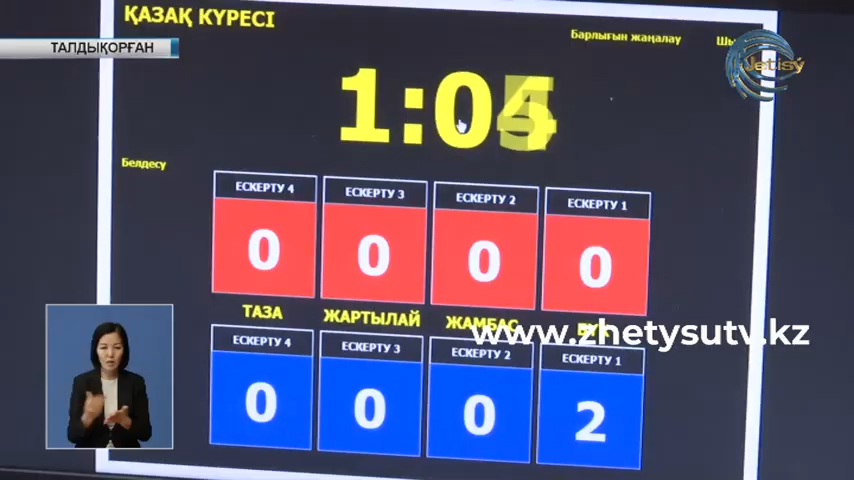 ҚАЗАҚ КҮРЕСІ
Барлығын жаңалау
ТАЛДЫҚОРҒАН
Jetisý
Белдесу
ЕСКЕРТУ 4 ЕСКЕРТУ 3 ЕСКЕРТУ 2 ЕСКЕРТУ 1
0 0 0 0
ТАЗА ЖАРТЫЛАЙ ЖАМБАС БҮК
www.zhetysutv.kz
ЕСКЕРТУ 4 ЕСКЕРТУ 3 ЕСКЕРТУ 2 ЕСКЕРТУ 1
0 0 0 2